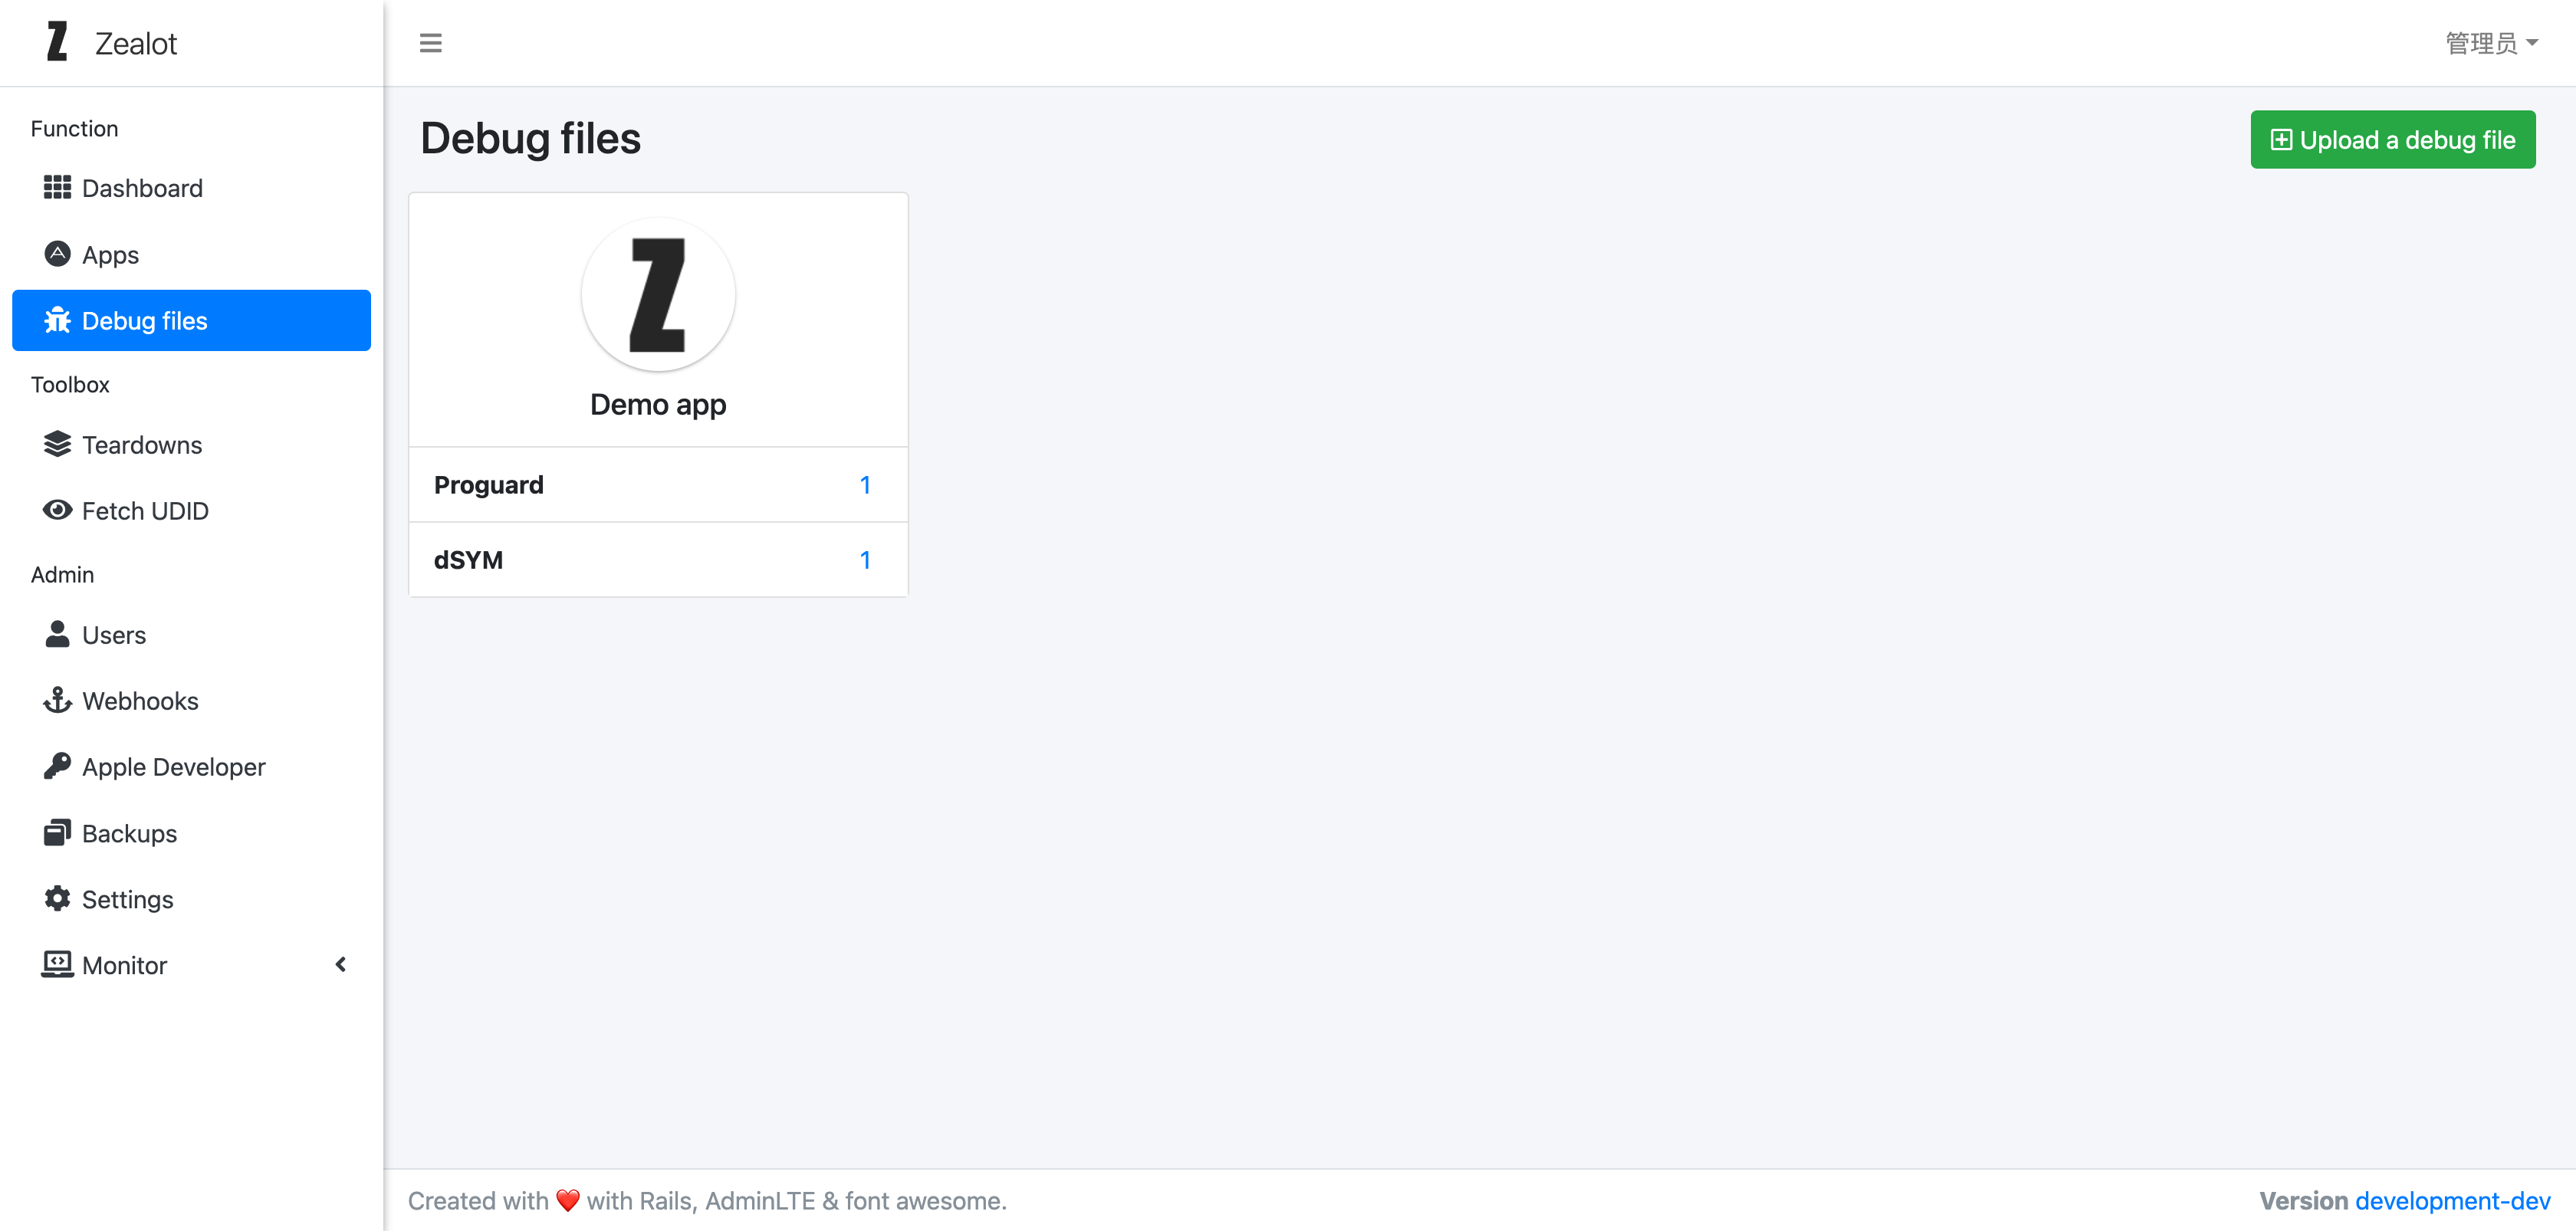 Zealot
管理员
Function
Dashboard
Apps
Debug files
Toolbox
Teardowns
Fetch UDID
Admin
Users
Webhooks
Apple Developer
Backups
Settings
Monitor
Debug files
Upload a debug file
Z
Demo app
Proguard 1
dSYM 1
Created with ❤️ with Rails, AdminLTE & font awesome.
Version development-dev